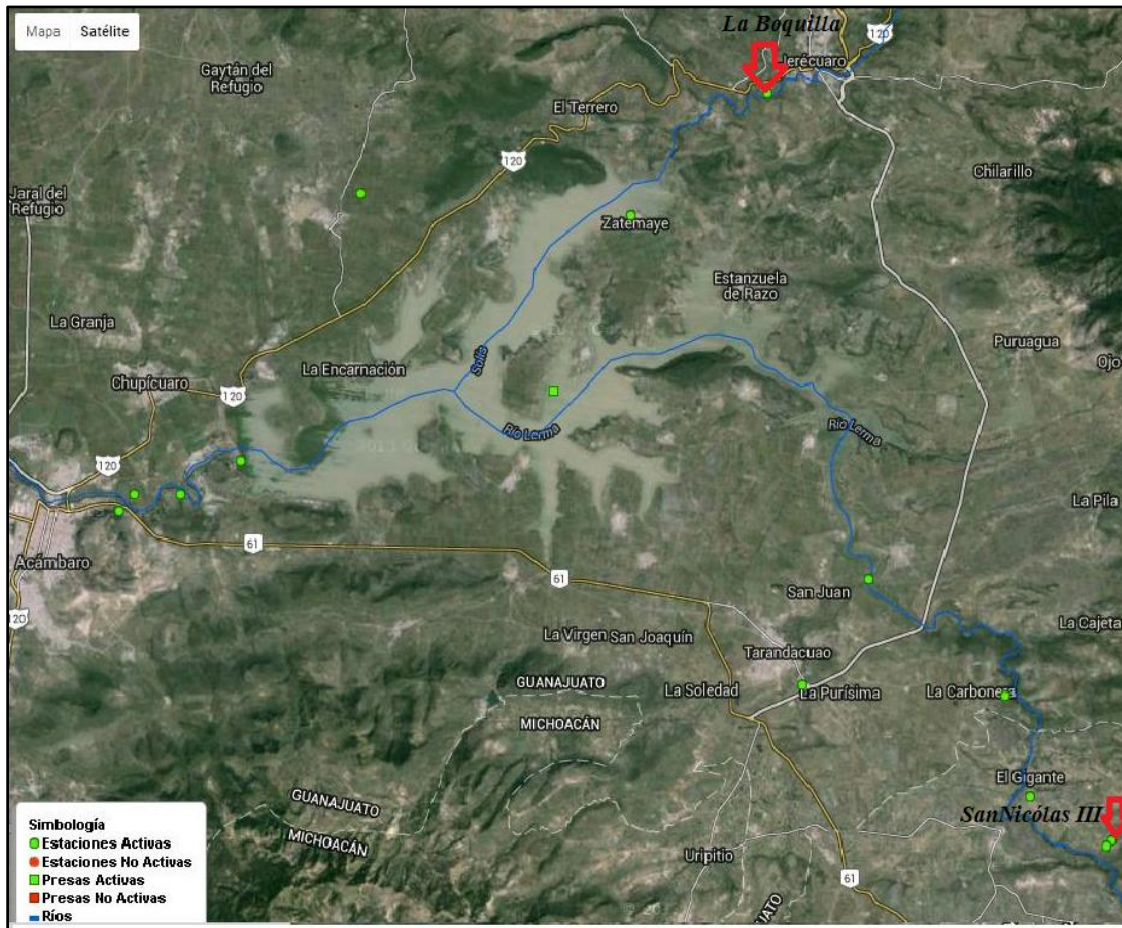 Mapa Satélite
La Boquilla
120
Jerécuaro
Gaytán del
Refugio
El Terrero
120
Chilarillo
Jaral del
Refugio
Zatemaye
Estanzuela
de Razo
La Granja
Puruagua
Solís
La Encarnación
Ojo
Chupícuaro
120
Río Lerma
Río Lerma
120
La Pila
61
Acámbaro
61
San Juan
120
La Virgen
San Joaquín
La Cajeta
Tarandacuao
GUANAJUATO
La Soledad
La Purísima
La Carbonera
MICHOACÁN
El Gigante
GUANAJUATO
SanNicólas III
MICHOACÁN
Uripitio
61
Simbología
Estaciones Activas
Estaciones No Activas
Presas Activas
Presas No Activas
Ríos